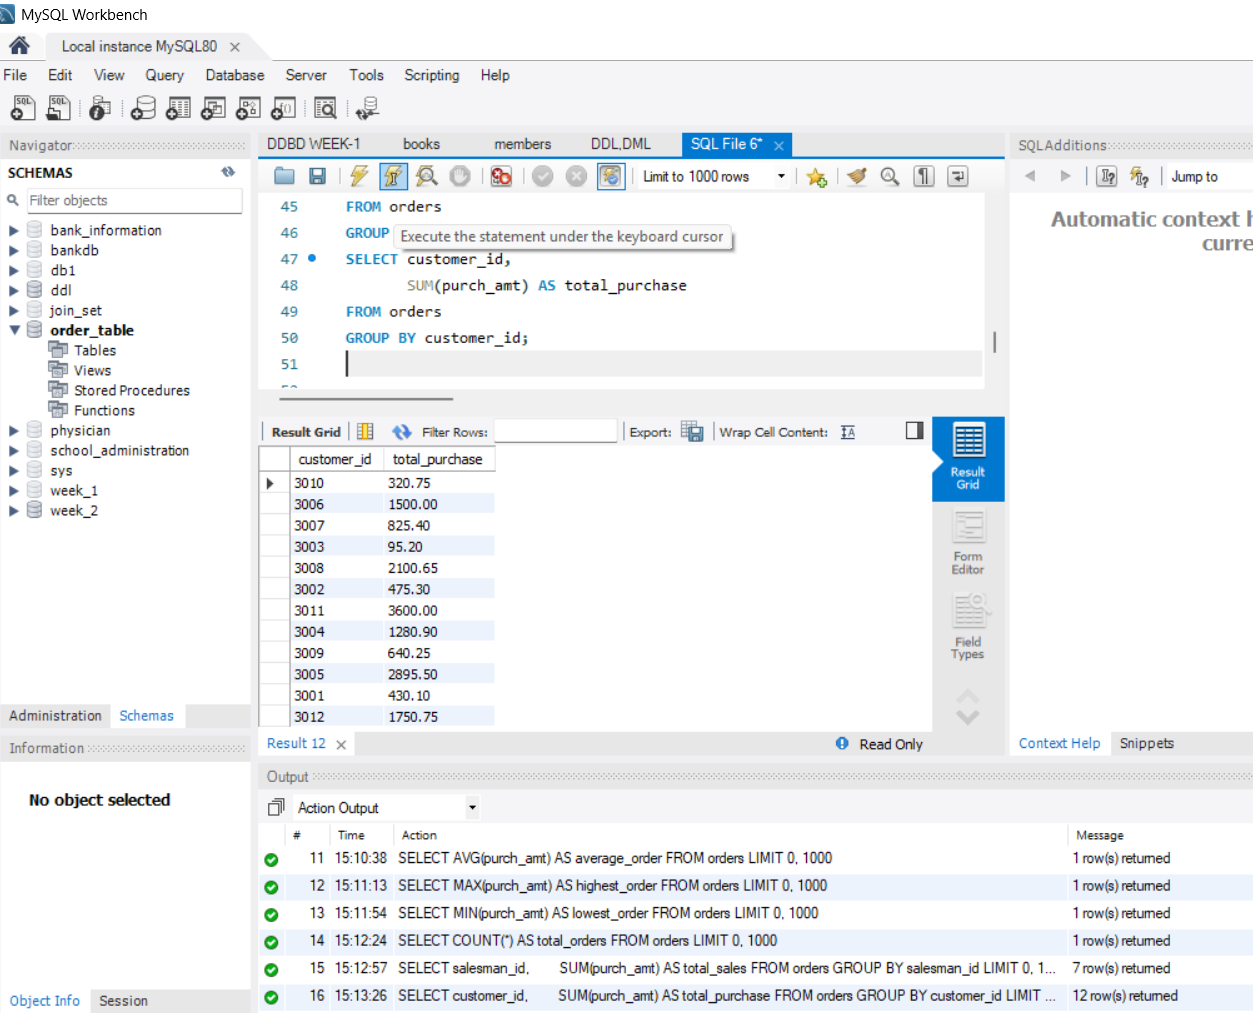 MySQL Workbench
Local instance MySQL80
File Edit View Query Database Server Tools Scripting Help
Navigator
SCHEMAS
Filter objects
bank_information
bankdb
db1
ddl
join_set
order_table
Tables
Views
Stored Procedures
Functions
physician
school_administration
sys
week_1
week_2
Administration Schemas
Information
No object selected
Object Info Session
DDBD WEEK-1 books members DDL,DML SQL File 6*
Limit to 1000 rows
45 FROM orders
46 GROUP
Execute the statement under the keyboard cursor
47 SELECT customer_id,
48 SUM(purch_amt) AS total_purchase
49 FROM orders
50 GROUP BY customer_id;
51
Result Grid Filter Rows: Export: Wrap Cell Content:
customer_id total_purchase
3010 320.75
3006 1500.00
3007 825.40
3003 95.20
3008 2100.65
3002 475.30
3011 3600.00
3004 1280.90
3009 640.25
3005 2895.50
3001 430.10
3012 1750.75
Result
Grid
Form
Editor
Field
Types
Result 12
Read Only
SQLAdditions
Jump to
Automatic context h
curre
Context Help Snippets
Output
Action Output
# Time Action Message
11 15:10:38 SELECT AVG(purch_amt) AS average_order FROM orders LIMIT 0, 1000 1 row(s) returned
12 15:11:13 SELECT MAX(purch_amt) AS highest_order FROM orders LIMIT 0, 1000 1 row(s) returned
13 15:11:54 SELECT MIN(purch_amt) AS lowest_order FROM orders LIMIT 0, 1000 1 row(s) returned
14 15:12:24 SELECT COUNT(*) AS total_orders FROM orders LIMIT 0, 1000 1 row(s) returned
15 15:12:57 SELECT salesman_id, SUM(purch_amt) AS total_sales FROM orders GROUP BY salesman_id LIMIT 0, 1... 7 row(s) returned
16 15:13:26 SELECT customer_id, SUM(purch_amt) AS total_purchase FROM orders GROUP BY customer_id LIMIT ... 12 row(s) returned